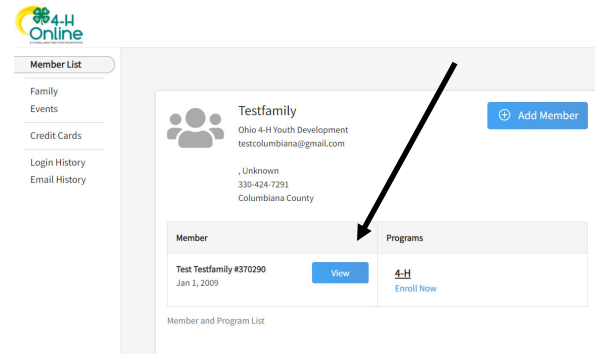 4-H
Online
Member List
Family
Events
Credit Cards
Login History
Email History
Testfamily
Ohio 4-H Youth Development
testcolumbiana@gmail.com
, Unknown
330-424-7291
Columbiana County
Add Member
Member
Programs
Test Testfamily #370290
Jan 1, 2009
View
4-H
Enroll Now
Member and Program List